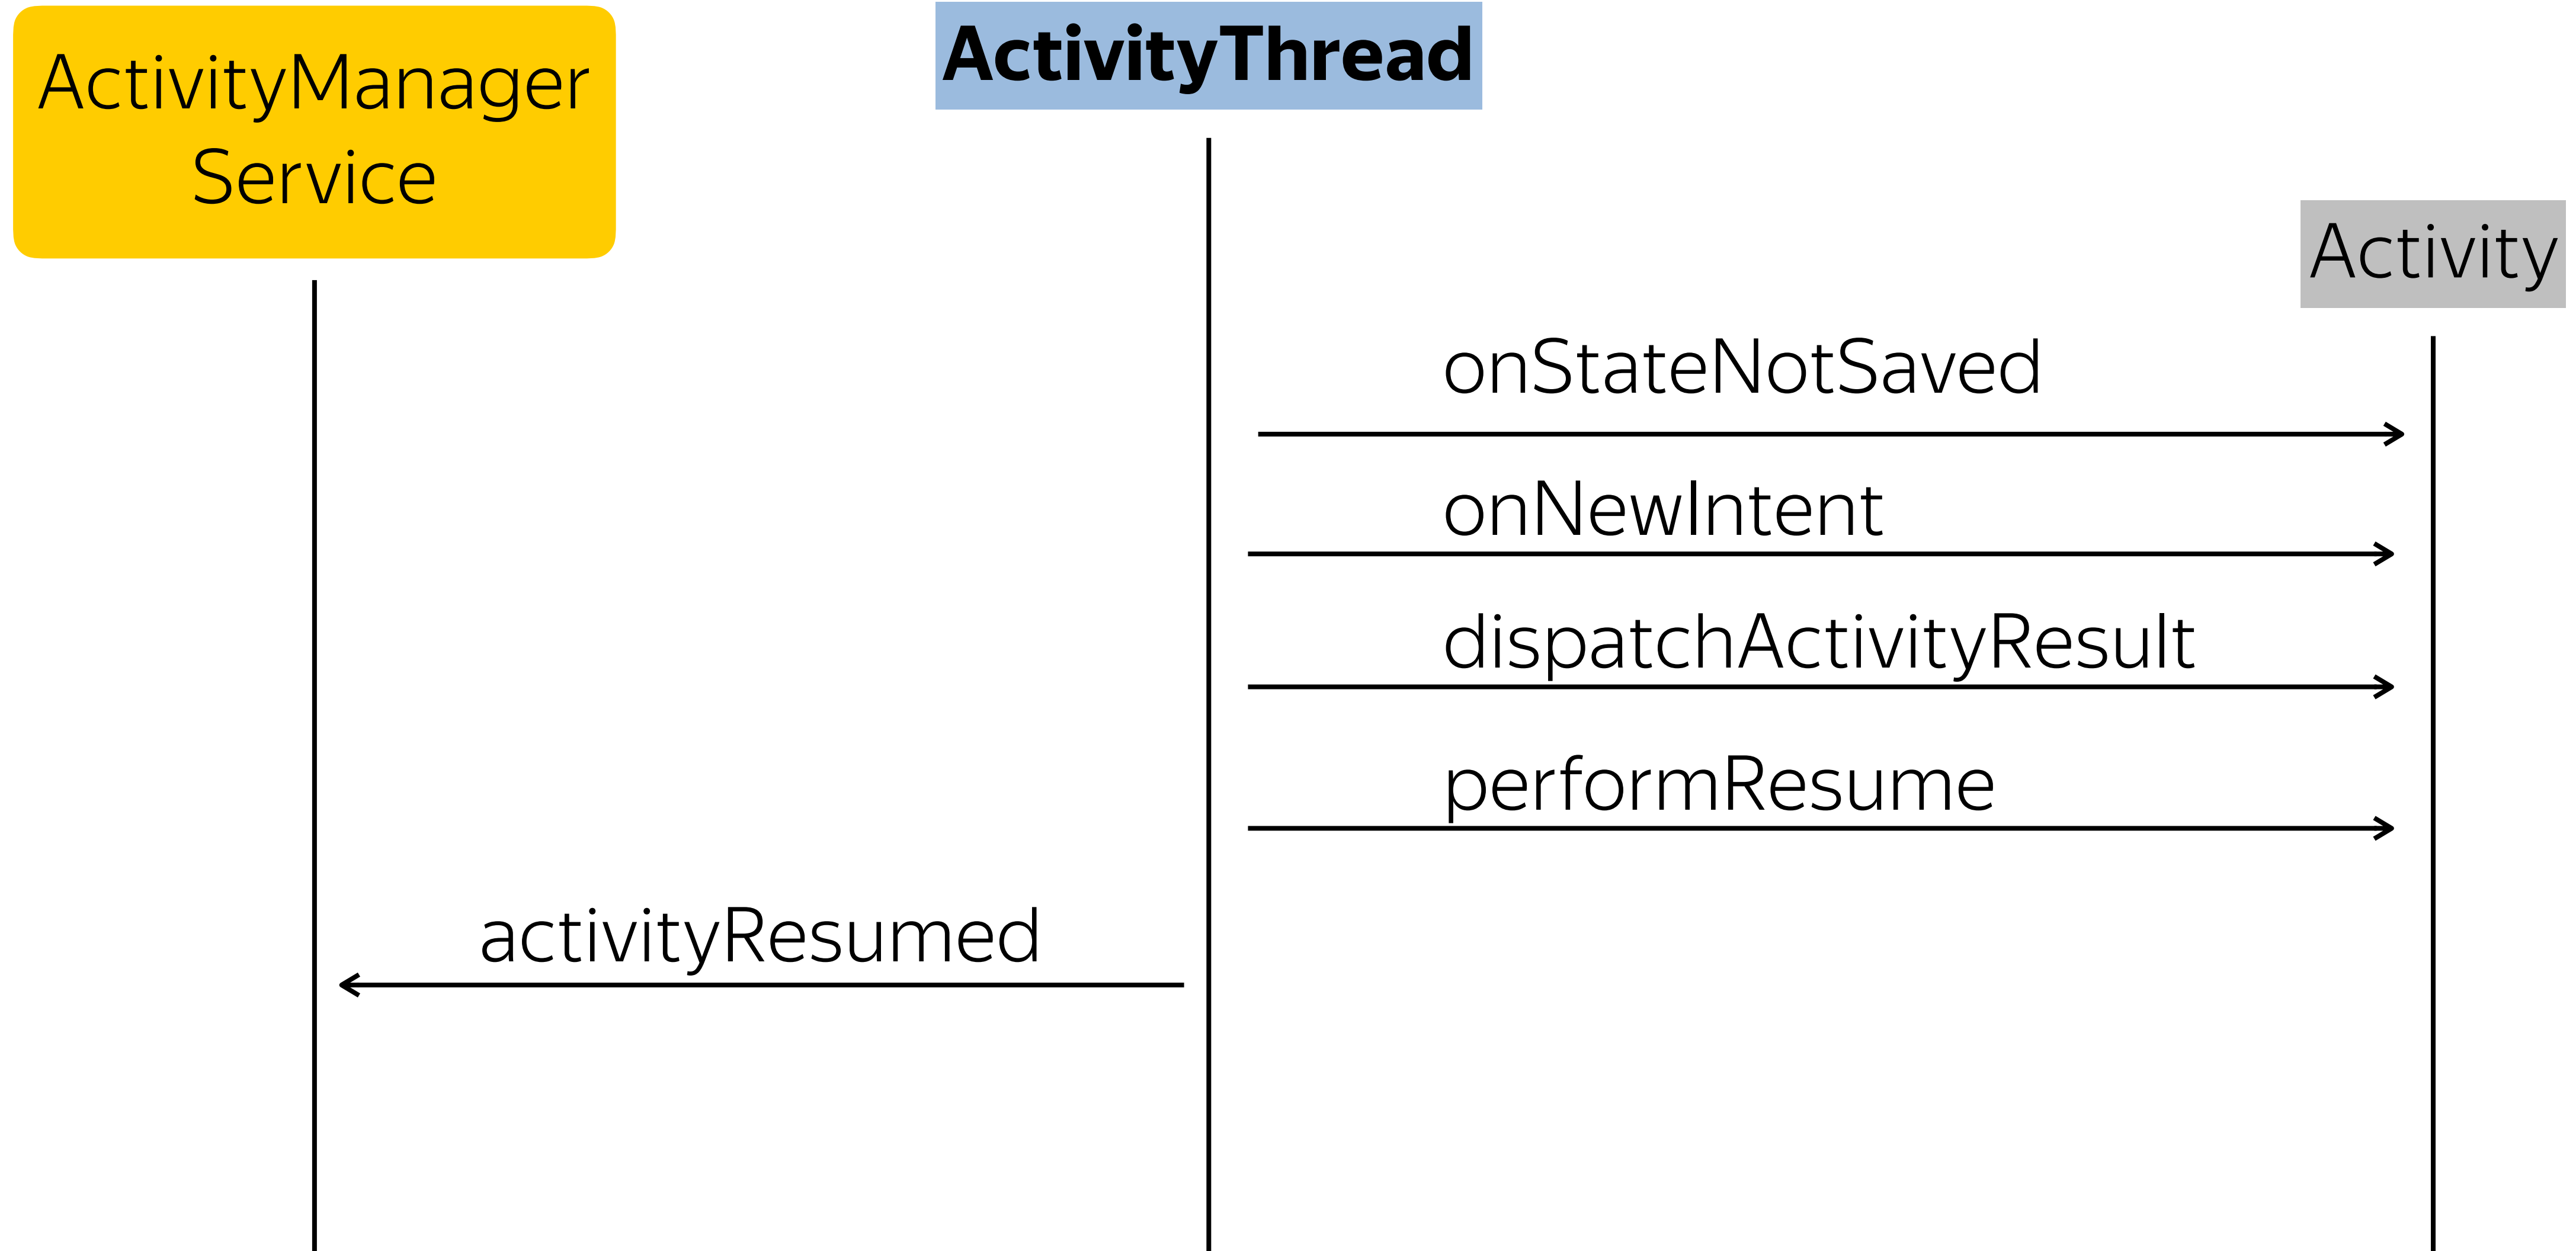 ActivityManager
Service
ActivityThread
Activity
onStateNotSaved
onNewIntent
dispatchActivityResult
performResume
activityResumed